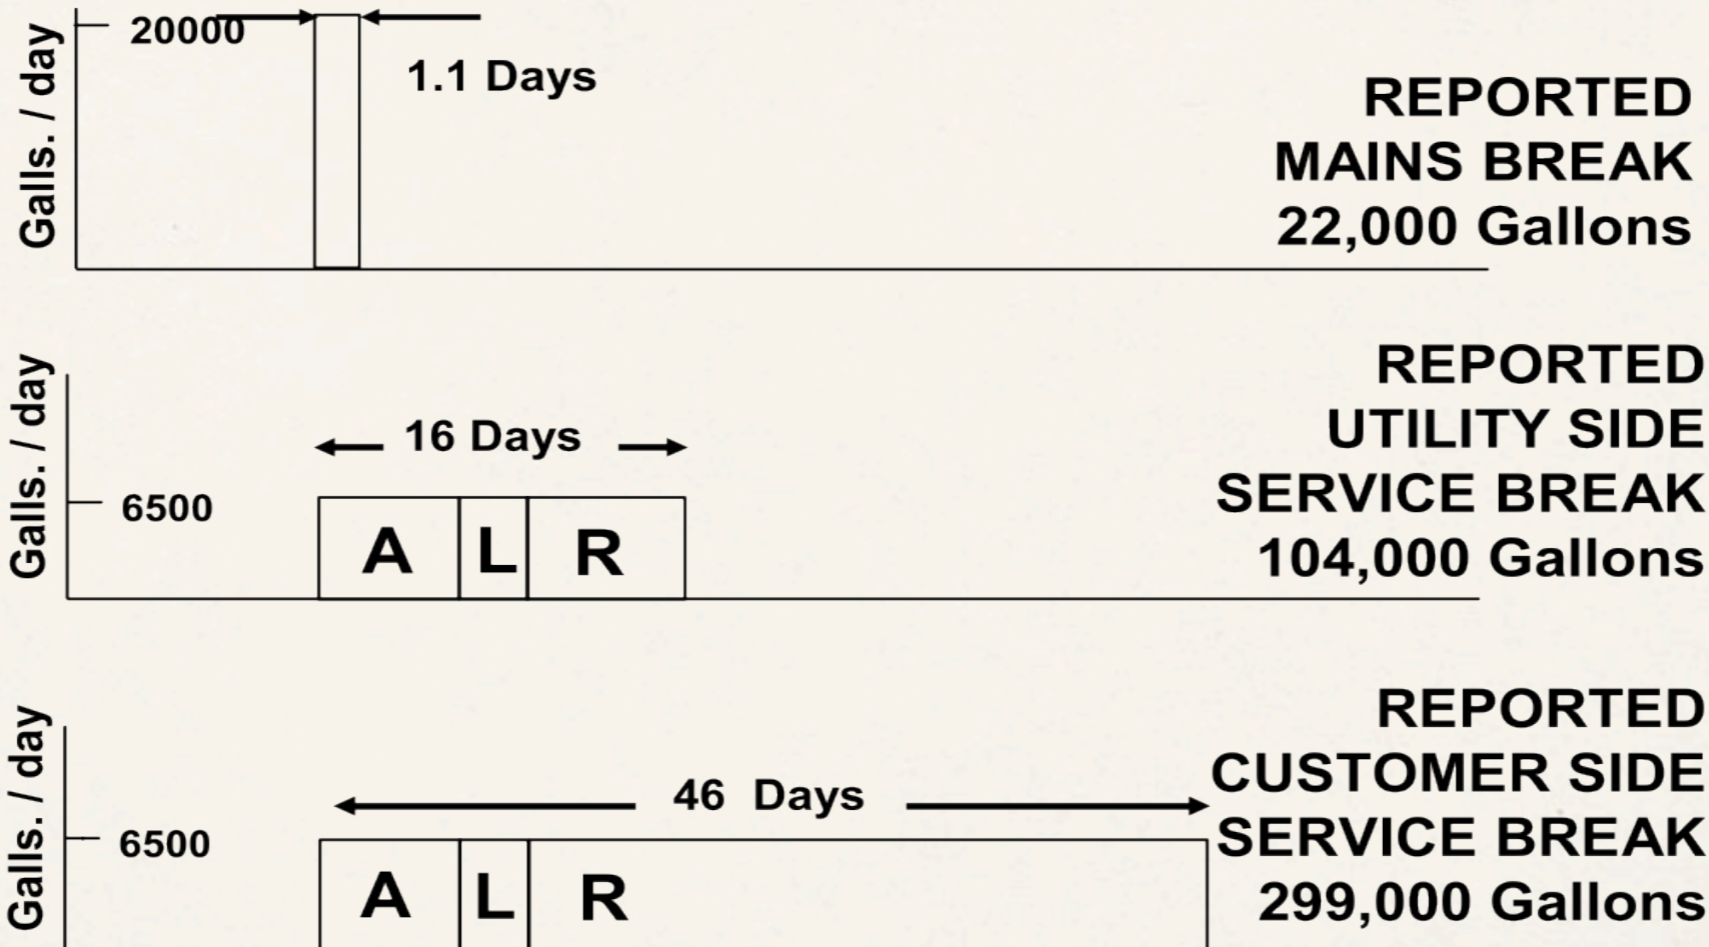 Galls. / day
20000
1.1 Days
REPORTED
MAINS BREAK
22,000 Gallons
Galls. / day
6500
16 Days
A L R
REPORTED
UTILITY SIDE
SERVICE BREAK
104,000 Gallons
Galls. / day
6500
46 Days
A L R
REPORTED
CUSTOMER SIDE
SERVICE BREAK
299,000 Gallons